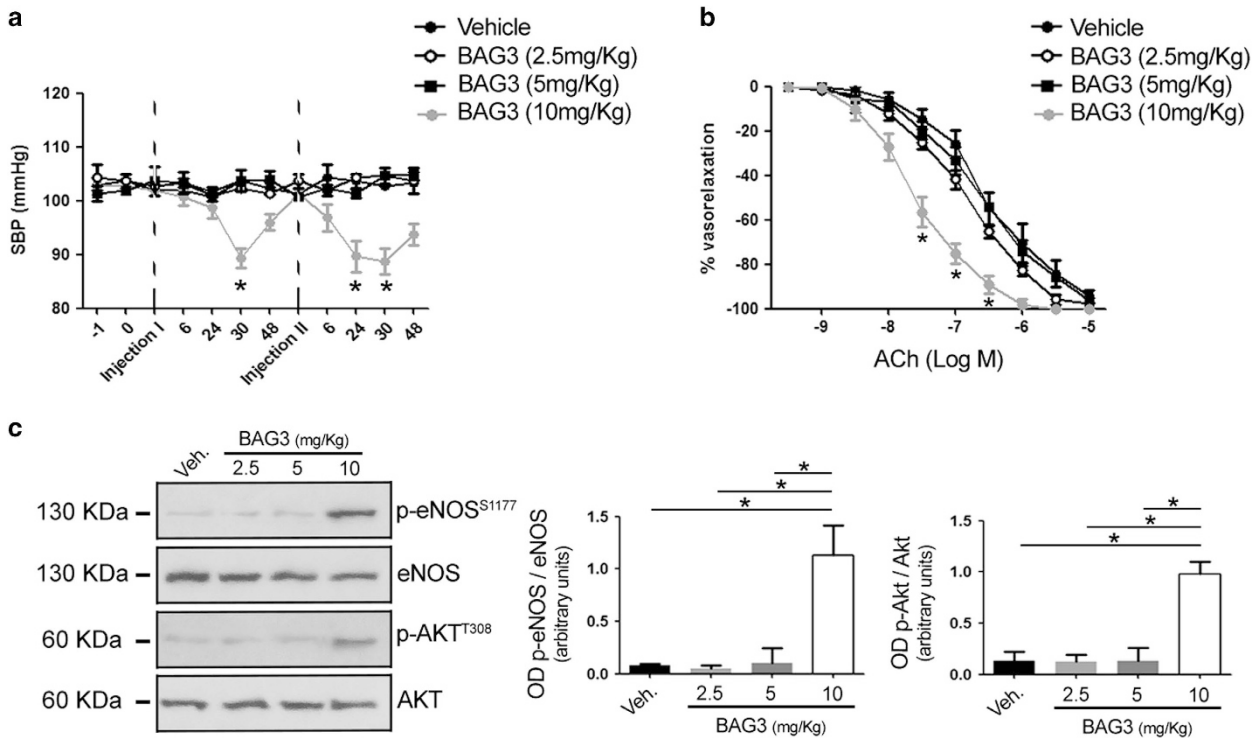 a
Vehicle
BAG3 (2.5mg/Kg)
BAG3 (5mg/Kg)
BAG3 (10mg/Kg)
SBP (mmHg)
120
110
100
90
80
-1 0 Injection I 6 24 30 48 Injection II 6 24 30 48
* * *
b
Vehicle
BAG3 (2.5mg/Kg)
BAG3 (5mg/Kg)
BAG3 (10mg/Kg)
% vasorelaxation
0
-20
-40
-60
-80
-100
* * *
-9 -8 -7 -6 -5
ACh (Log M)
c
BAG3 (mg/Kg)
Veh. 2.5 5 10
130 KDa p-eNOS^S1177
130 KDa eNOS
60 KDa p-AKT^T308
60 KDa AKT
OD p-eNOS / eNOS
(arbitrary units)
*
*
*
1.5
1.0
0.5
0.0
Veh. 2.5 5 10
BAG3 (mg/Kg)
OD p-Akt / Akt
(arbitrary units)
*
*
*
1.5
1.0
0.5
0.0
Veh. 2.5 5 10
BAG3 (mg/Kg)